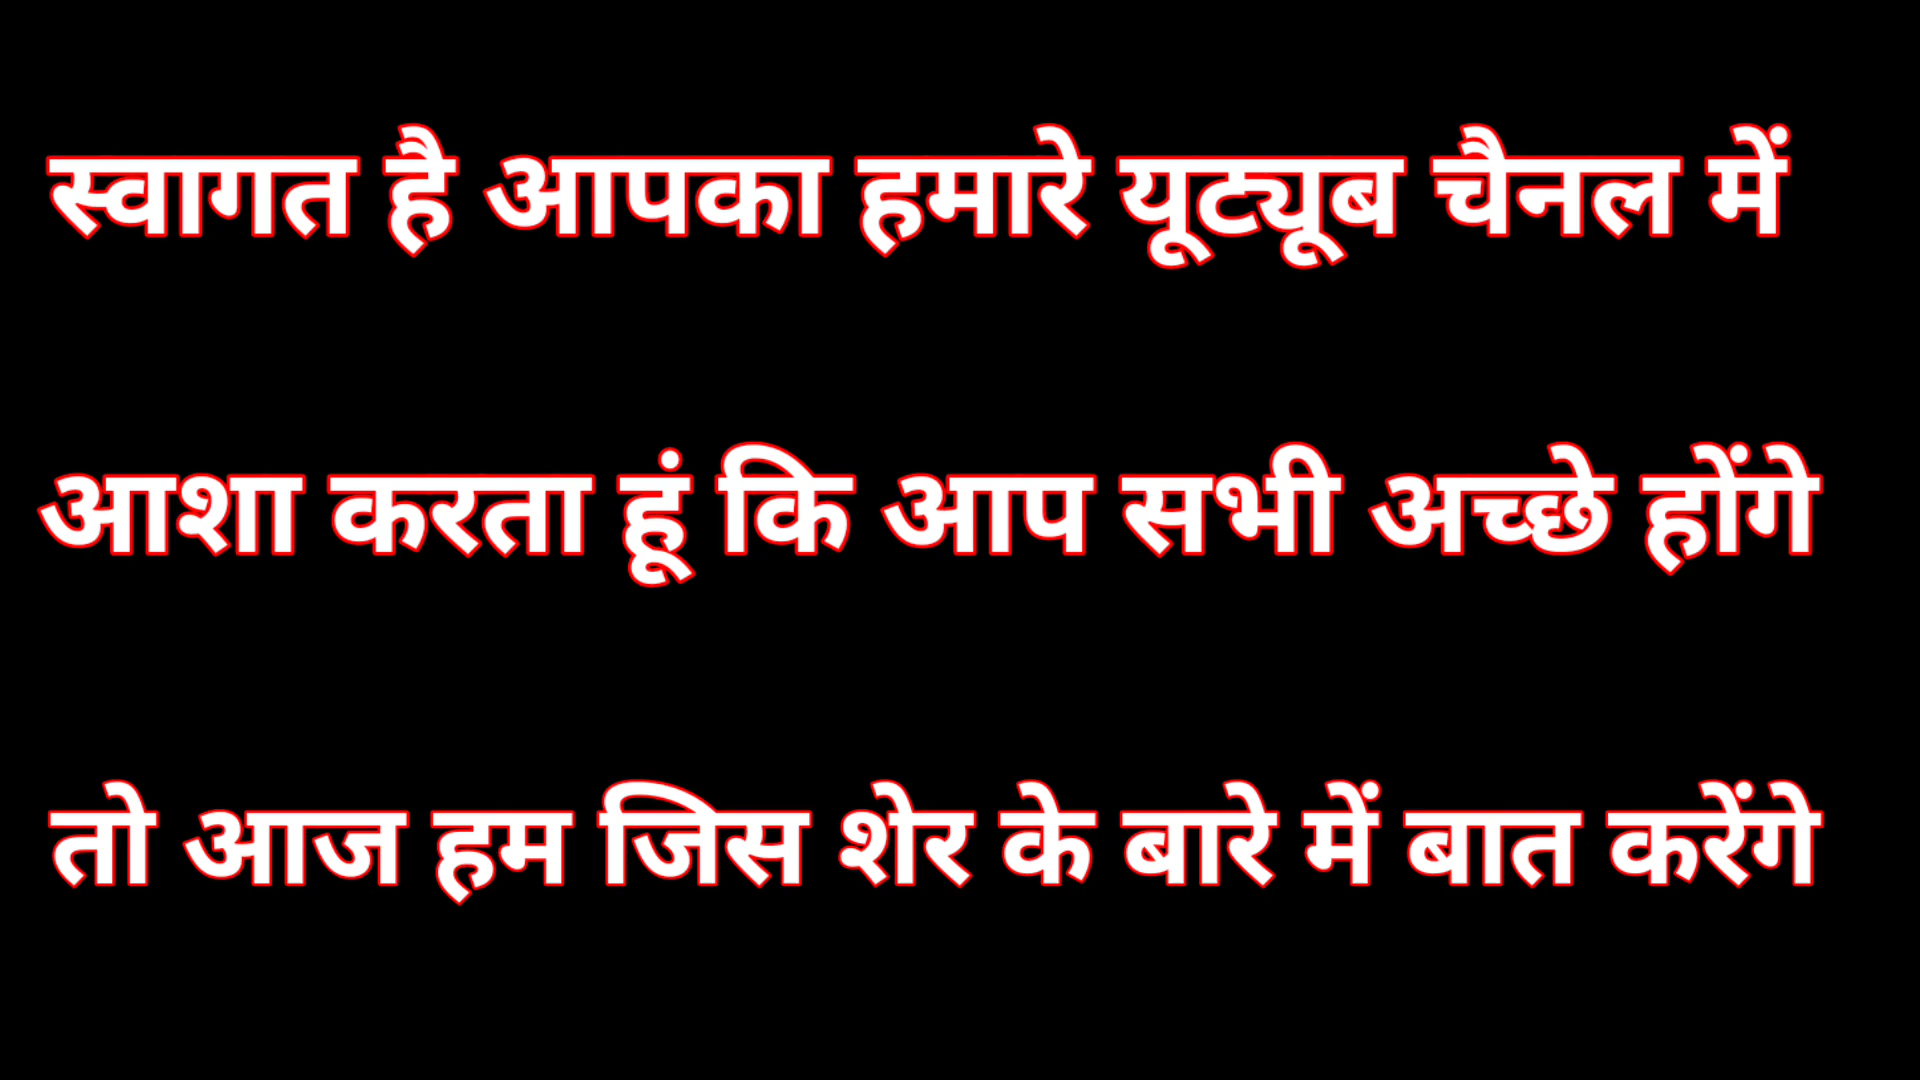 स्वागत है आपका हमारे यूट्यूब चैनल में
आशा करता हूं कि आप सभी अच्छे होंगे
तो आज हम जिस शेर के बारे में बात करेंगे